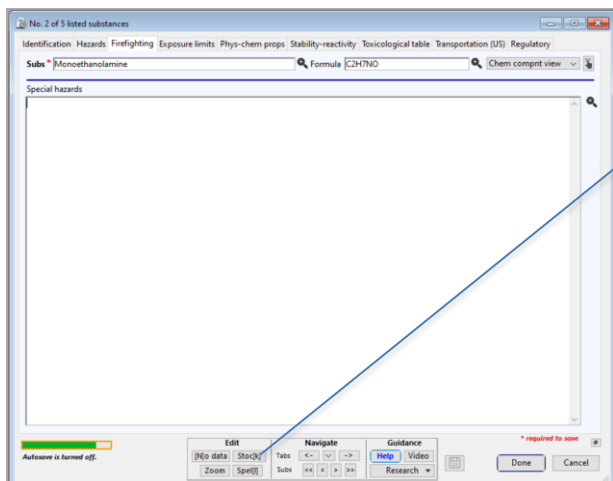 No. 2 of 5 listed substances
Identification Hazards Firefighting Exposure limits Phys-chem props Stability-reactivity Toxicological table Transportation (US) Regulatory
Subs * Monoethanolamine Formula C2H7NO Chem compnt view
Special hazards
Edit Navigate Guidance * required to save #
[N]o data Stoc[k] Tabs <- -> Help Video
Autosave is turned off. Zoom Spel[l] Subs << < > >> Research Done Cancel